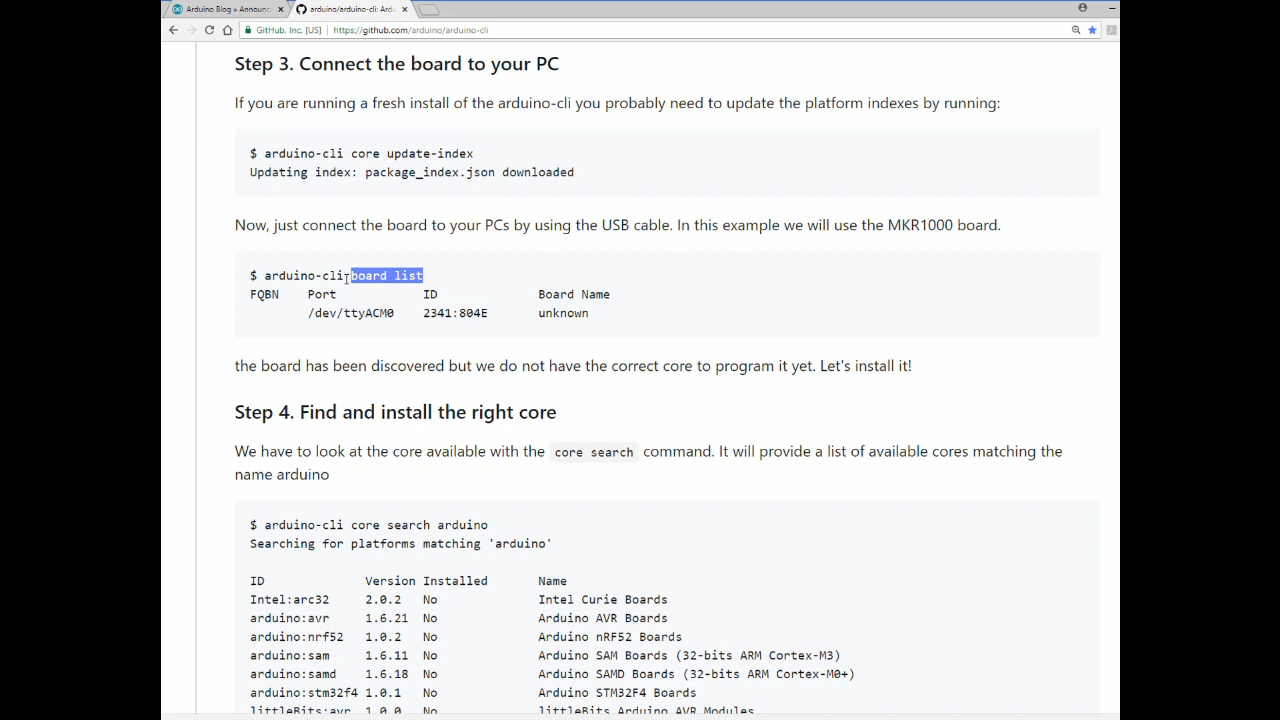 Arduino Blog » Announ
arduino/arduino-cli: Ard
GitHub, Inc. [US]
https://github.com/arduino/arduino-cli
Step 3. Connect the board to your PC
If you are running a fresh install of the arduino-cli you probably need to update the platform indexes by running:
$ arduino-cli core update-index
Updating index: package_index.json downloaded
Now, just connect the board to your PCs by using the USB cable. In this example we will use the MKR1000 board.
$ arduino-cli board list
FQBN Port ID Board Name
/dev/ttyACM0 2341:804E unknown
the board has been discovered but we do not have the correct core to program it yet. Let's install it!
Step 4. Find and install the right core
We have to look at the core available with the core search command. It will provide a list of available cores matching the
name arduino
$ arduino-cli core search arduino
Searching for platforms matching 'arduino'
ID Version Installed Name
Intel:arc32 2.0.2 No Intel Curie Boards
arduino:avr 1.6.21 No Arduino AVR Boards
arduino:nrf52 1.0.2 No Arduino nRF52 Boards
arduino:sam 1.6.11 No Arduino SAM Boards (32-bits ARM Cortex-M3)
arduino:samd 1.6.18 No Arduino SAMD Boards (32-bits ARM Cortex-M0+)
arduino:stm32f4 1.0.1 No Arduino STM32F4 Boards
littleBits:avr 1.0.0 No littleBits Arduino AVR Modules